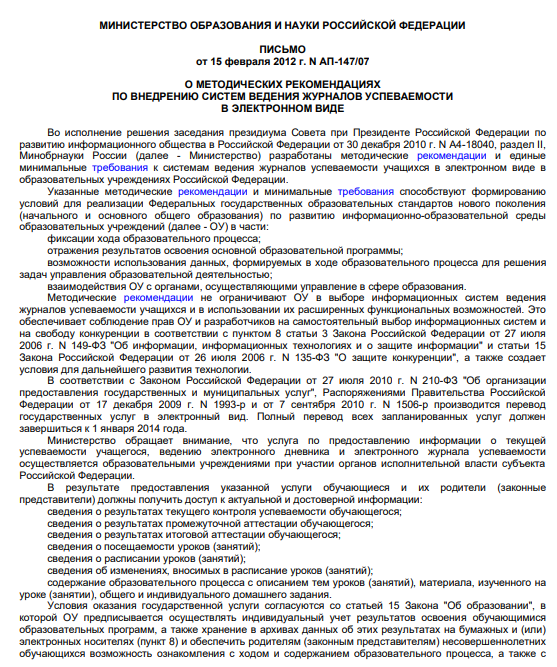 МИНИСТЕРСТВО ОБРАЗОВАНИЯ И НАУКИ РОССИЙСКОЙ ФЕДЕРАЦИИ
ПИСЬМО
от 15 февраля 2012 г. N АП-147/07
О МЕТОДИЧЕСКИХ РЕКОМЕНДАЦИЯХ
ПО ВНЕДРЕНИЮ СИСТЕМ ВЕДЕНИЯ ЖУРНАЛОВ УСПЕВАЕМОСТИ
В ЭЛЕКТРОННОМ ВИДЕ
Во исполнение решения заседания президиума Совета при Президенте Российской Федерации по
развитию информационного общества в Российской Федерации от 30 декабря 2010 г. N А4-18040, раздел II,
Минобрнауки России (далее - Министерство) разработаны методические рекомендации и единые
минимальные требования к системам ведения журналов успеваемости учащихся в электронном виде в
образовательных учреждениях Российской Федерации.
Указанные методические рекомендации и минимальные требования способствуют формированию
условий для реализации Федеральных государственных образовательных стандартов нового поколения
(начального и основного общего образования) по развитию информационно-образовательной среды
образовательных учреждений (далее - ОУ) в части:
фиксации хода образовательного процесса;
отражения результатов освоения основной образовательной программы;
возможности использования данных, формируемых в ходе образовательного процесса для решения
задач управления образовательной деятельностью;
взаимодействия ОУ с органами, осуществляющими управление в сфере образования.
Методические рекомендации не ограничивают ОУ в выборе информационных систем ведения
журналов успеваемости учащихся и в использовании их расширенных функциональных возможностей. Это
обеспечивает соблюдение прав ОУ и разработчиков на самостоятельный выбор информационных систем и
на свободу конкуренции в соответствии с пунктом 8 статьи 3 Закона Российской Федерации от 27 июля
2006 г. N 149-ФЗ "Об информации, информационных технологиях и о защите информации" и статьи 15
Закона Российской Федерации от 26 июля 2006 г. N 135-ФЗ "О защите конкуренции", а также создает
условия для дальнейшего развития технологии.
В соответствии с Законом Российской Федерации от 27 июля 2010 г. N 210-ФЗ "Об организации
предоставления государственных и муниципальных услуг", Распоряжениями Правительства Российской
Федерации от 17 декабря 2009 г. N 1993-р и от 7 сентября 2010 г. N 1506-р производится перевод
государственных услуг в электронный вид. Полный перевод всех запланированных услуг должен
завершиться к 1 января 2014 года.
Министерство обращает внимание, что услуга по предоставлению информации о текущей
успеваемости учащегося, ведению электронного дневника и электронного журнала успеваемости
осуществляется образовательными учреждениями при участии органов исполнительной власти субъекта
Российской Федерации.
В результате предоставления указанной услуги обучающиеся и их родители (законные
представители) должны получить доступ к актуальной и достоверной информации:
сведения о результатах текущего контроля успеваемости обучающегося;
сведения о результатах промежуточной аттестации обучающегося;
сведения о результатах итоговой аттестации обучающегося;
сведения о посещаемости уроков (занятий);
сведения о расписании уроков (занятий);
сведения об изменениях, вносимых в расписание уроков (занятий);
содержание образовательного процесса с описанием тем уроков (занятий), материала, изученного на
уроке (занятии), общего и индивидуального домашнего задания.
Условия оказания государственной услуги согласуются со статьей 15 Закона "Об образовании", в
которой ОУ предписывается осуществлять индивидуальный учет результатов освоения обучающимися
образовательных программ, а также хранение в архивах данных об этих результатах на бумажных и (или)
электронных носителях (пункт 8) и обеспечить родителям (законным представителям) несовершеннолетних
обучающихся возможность ознакомления с ходом и содержанием образовательного процесса, а также с